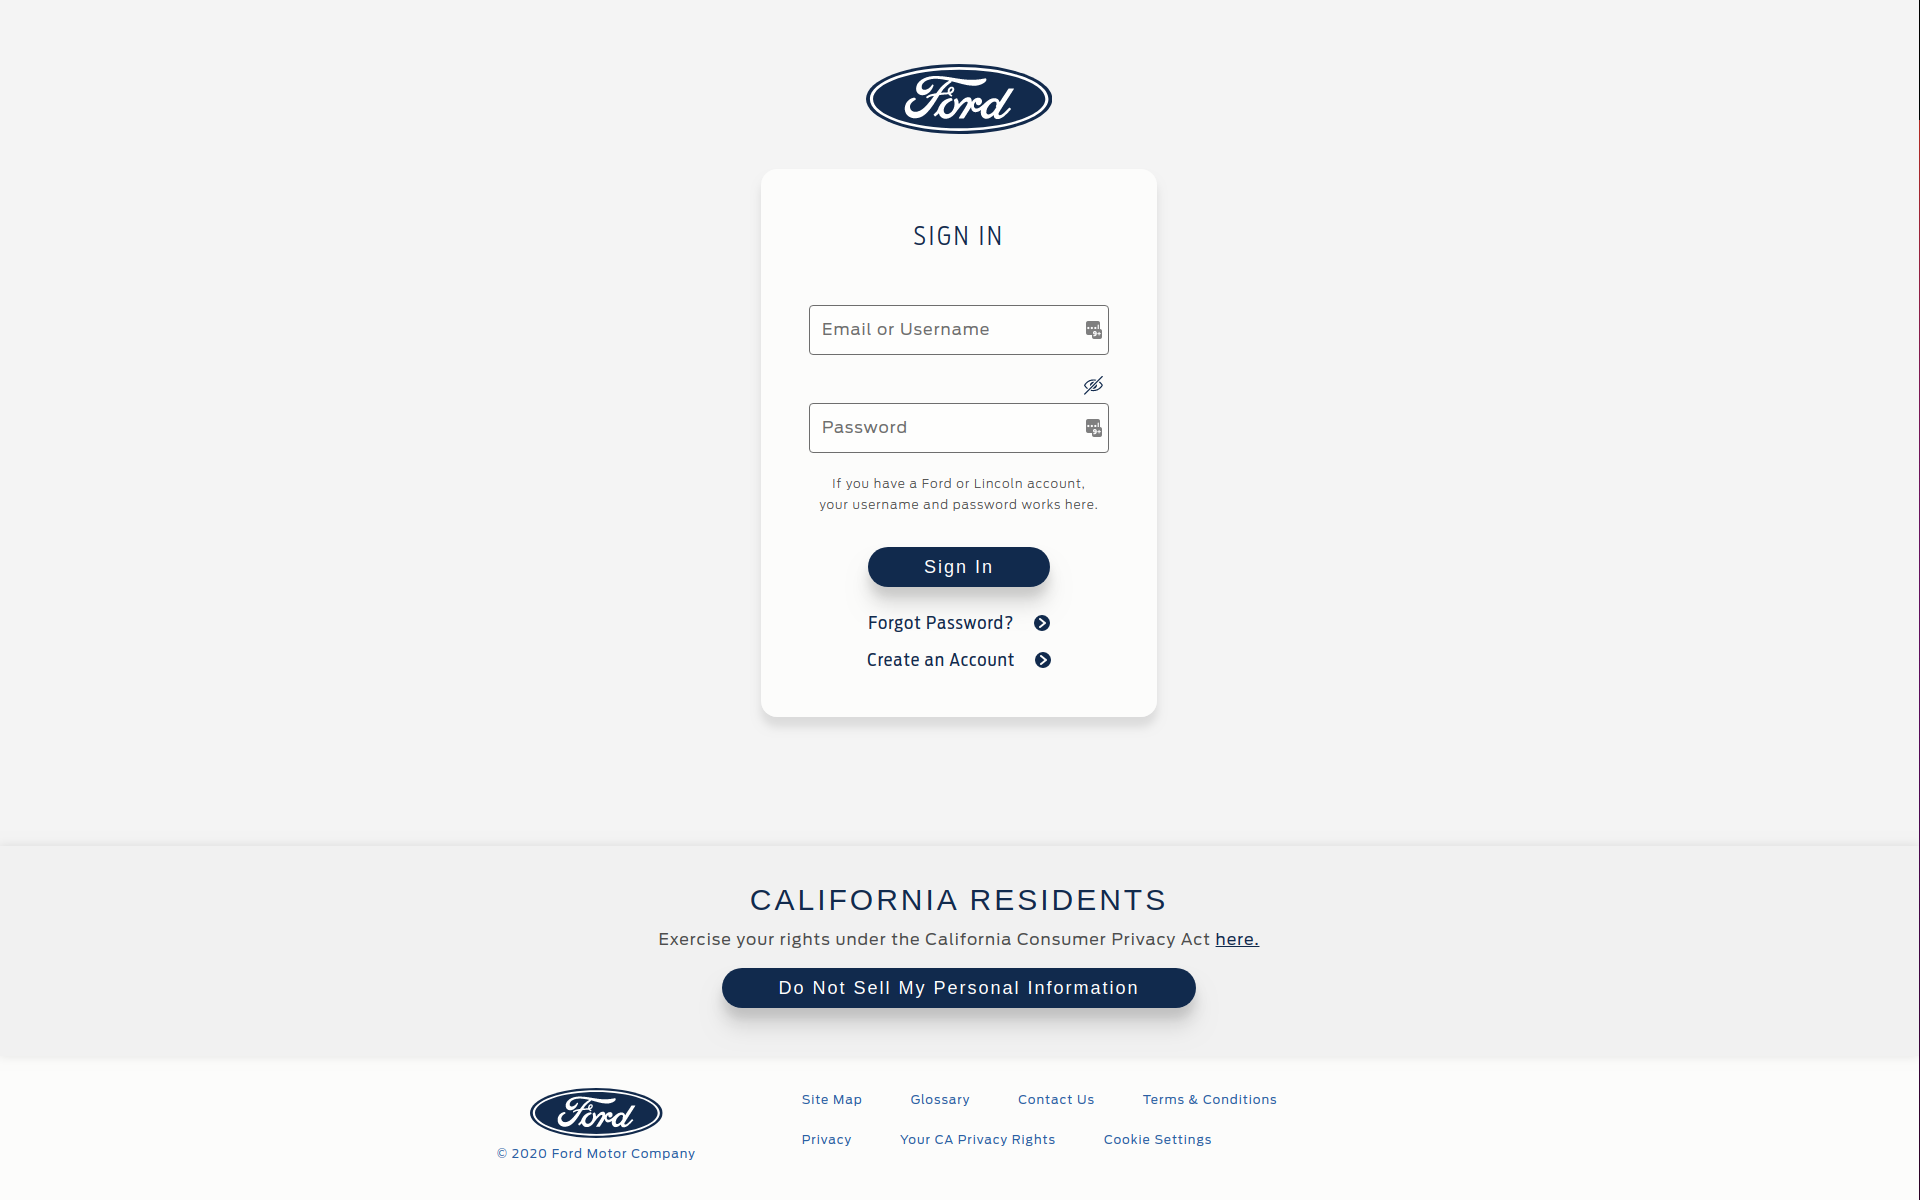 Ford
SIGN IN
Email or Username
Password
If you have a Ford or Lincoln account,
your username and password works here.
Sign In
Forgot Password?
Create an Account
CALIFORNIA RESIDENTS
Exercise your rights under the California Consumer Privacy Act here.
Do Not Sell My Personal Information
Ford
© 2020 Ford Motor Company
Site Map Glossary Contact Us Terms & Conditions
Privacy Your CA Privacy Rights Cookie Settings